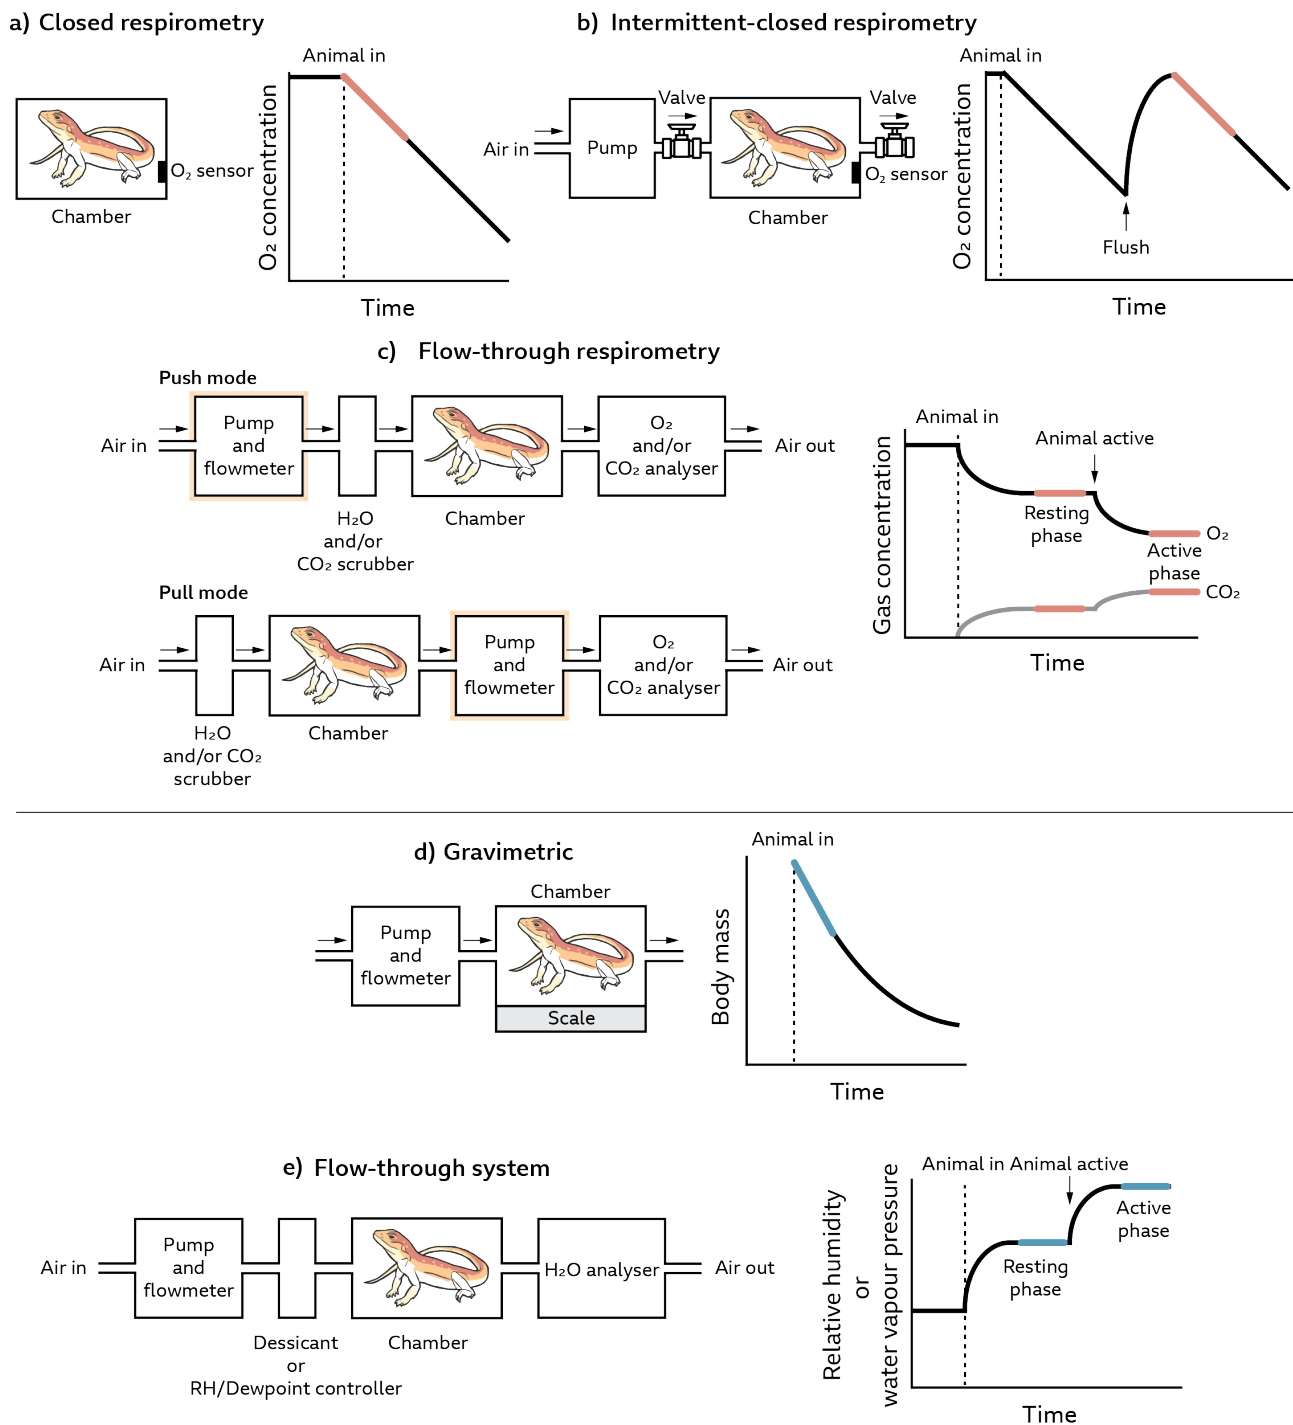 a) Closed respirometry
Animal in
O₂ sensor
Chamber
O₂ concentration
Time
b) Intermittent-closed respirometry
Animal in
Valve
Valve
Air in
Pump
O₂ sensor
Chamber
O₂ concentration
Flush
Time
c) Flow-through respirometry
Push mode
Air in
Pump
and
flowmeter
H₂O
and/or
CO₂ scrubber
Chamber
O₂
and/or
CO₂ analyser
Air out
Pull mode
Air in
H₂O
and/or CO₂
scrubber
Chamber
Pump
and
flowmeter
O₂
and/or
CO₂ analyser
Air out
Animal in
Animal active
Gas concentration
Resting
phase
O₂
Active
phase
CO₂
Time
d) Gravimetric
Chamber
Pump
and
flowmeter
Scale
Animal in
Body mass
Time
e) Flow-through system
Air in
Pump
and
flowmeter
Dessicant
or
RH/Dewpoint controller
Chamber
H₂O analyser
Air out
Animal in Animal active
Relative humidity
or
water vapour pressure
Active
phase
Resting
phase
Time